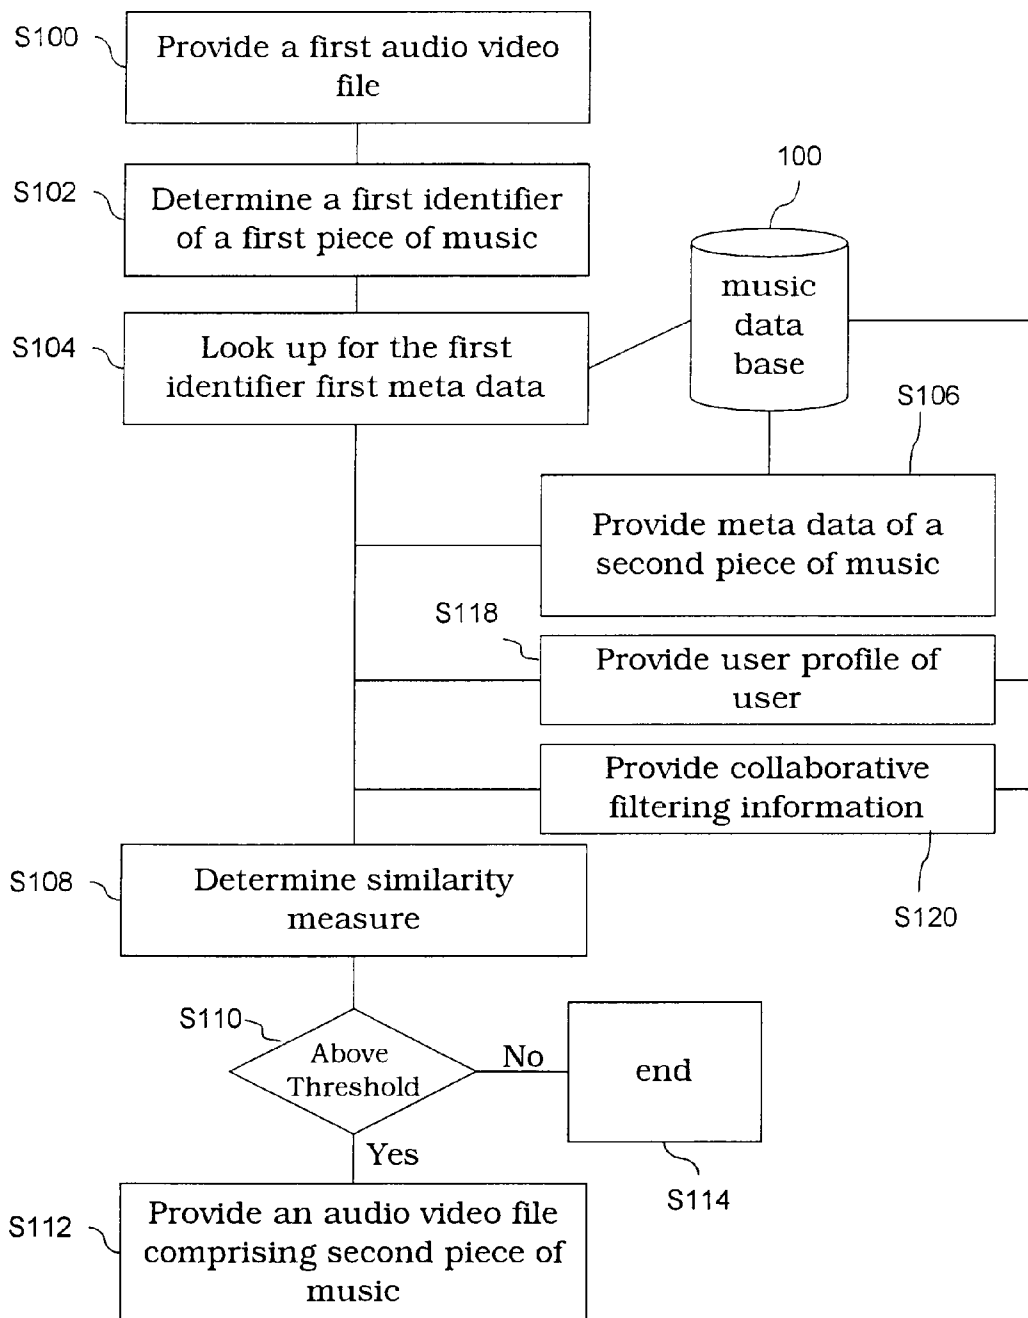 S100
Provide a first audio video
file
S102
Determine a first identifier
of a first piece of music
100
music
data
base
S104
Look up for the first
identifier first meta data
S106
Provide meta data of a
second piece of music
S118
Provide user profile of
user
Provide collaborative
filtering information
S120
S108
Determine similarity
measure
S110
Above
Threshold
No
end
S114
Yes
S112
Provide an audio video file
comprising second piece of
music